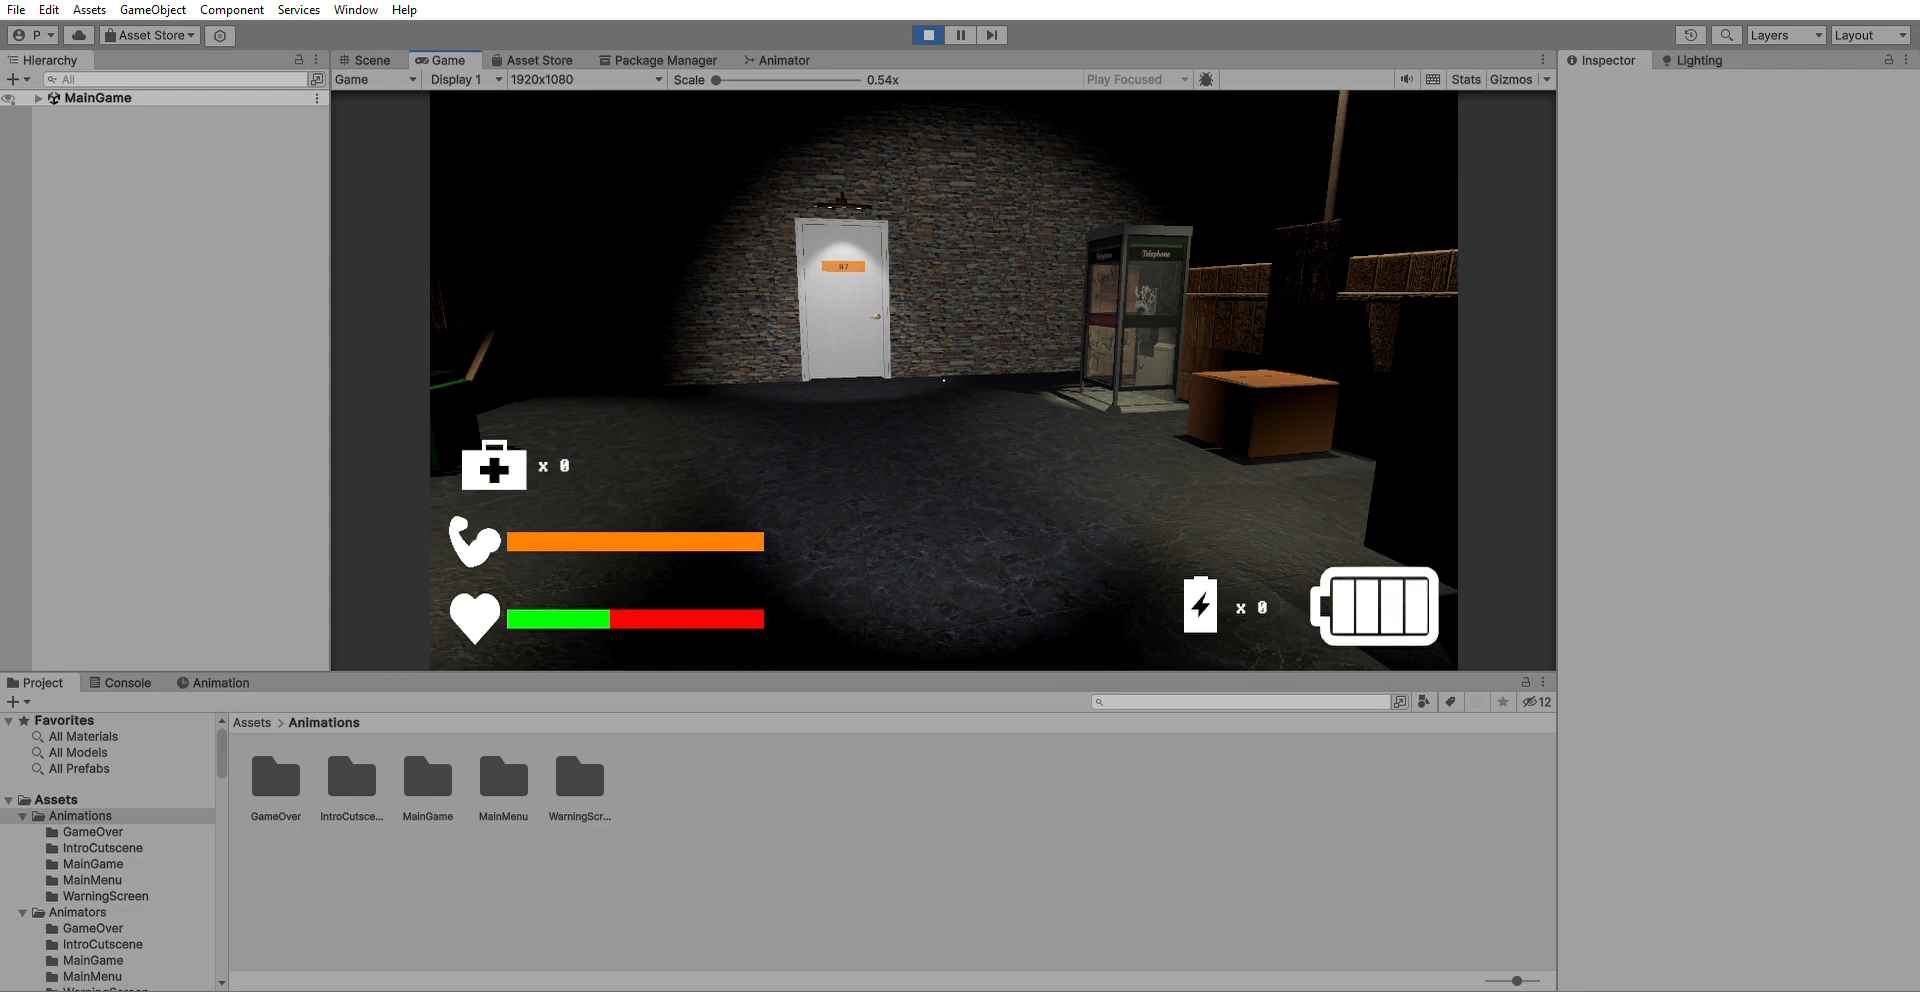 File Edit Assets GameObject Component Services Window Help
P Asset Store Layers Layout
Hierarchy Scene Game Asset Store Package Manager Animator Inspector Lighting
All Game Display 1 1920x1080 Scale 0.54x Play Focused Stats Gizmos
MainGame
Telephone
x 0
x 0
Project Console Animation
12
Favorites
All Materials
All Models
All Prefabs
Assets
Animations
GameOver
IntroCutscene
MainGame
MainMenu
WarningScreen
Animators
GameOver
IntroCutscene
MainGame
MainMenu
Assets > Animations
GameOver IntroCutsce... MainGame MainMenu WarningScr...